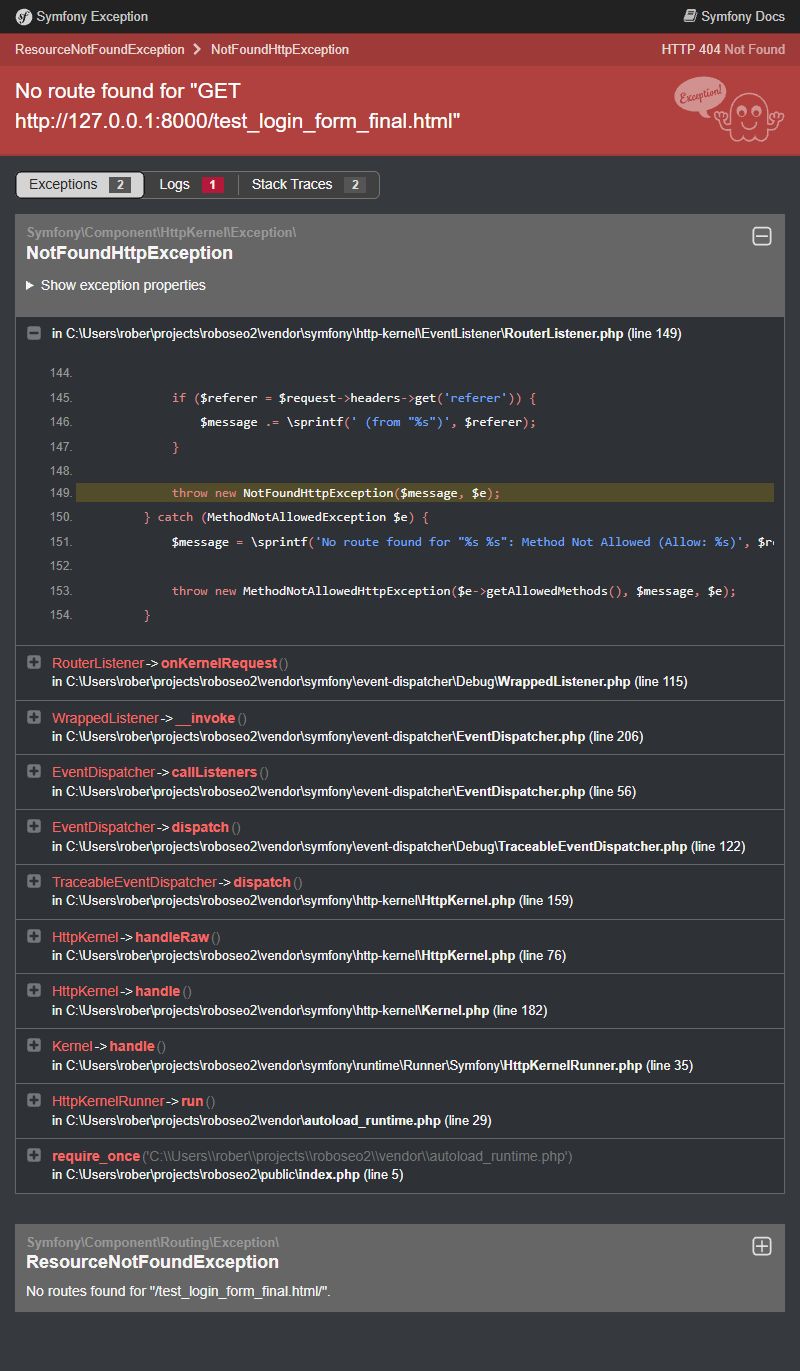 Symfony Exception
Symfony Docs
ResourceNotFoundException > NotFoundHttpException
HTTP 404 Not Found
No route found for "GET
http://127.0.0.1:8000/test_login_form_final.html"
Exception!
Exceptions 2 Logs 1 Stack Traces 2
Symfony\Component\HttpKernel\Exception\
NotFoundHttpException
Show exception properties
in C:\Users\rober\projects\roboseo2\vendor\symfony\http-kernel\EventListener\RouterListener.php (line 149)
144.
145. if ($referer = $request->headers->get('referer')) {
146. $message .= \sprintf(' (from "%s")', $referer);
147. }
148.
149. throw new NotFoundHttpException($message, $e);
150. } catch (MethodNotAllowedException $e) {
151. $message = \sprintf('No route found for "%s %s": Method Not Allowed (Allow: %s)',
152.
153. throw new MethodNotAllowedHttpException($e->getAllowedMethods(), $message, $e);
154. }
RouterListener->onKernelRequest()
in C:\Users\rober\projects\roboseo2\vendor\symfony\event-dispatcher\Debug\WrappedListener.php (line 115)
WrappedListener->__invoke()
in C:\Users\rober\projects\roboseo2\vendor\symfony\event-dispatcher\EventDispatcher.php (line 206)
EventDispatcher->callListeners()
in C:\Users\rober\projects\roboseo2\vendor\symfony\event-dispatcher\EventDispatcher.php (line 56)
EventDispatcher->dispatch()
in C:\Users\rober\projects\roboseo2\vendor\symfony\event-dispatcher\Debug\TraceableEventDispatcher.php (line 122)
TraceableEventDispatcher->dispatch()
in C:\Users\rober\projects\roboseo2\vendor\symfony\http-kernel\HttpKernel.php (line 159)
HttpKernel->handleRaw()
in C:\Users\rober\projects\roboseo2\vendor\symfony\http-kernel\HttpKernel.php (line 76)
HttpKernel->handle()
in C:\Users\rober\projects\roboseo2\vendor\symfony\http-kernel\Kernel.php (line 182)
Kernel->handle()
in C:\Users\rober\projects\roboseo2\vendor\symfony\runtime\Runner\Symfony\HttpKernelRunner.php (line 35)
HttpKernelRunner->run()
in C:\Users\rober\projects\roboseo2\vendor\autoload_runtime.php (line 29)
require_once('C:\\Users\\rober\\projects\\roboseo2\\vendor\\autoload_runtime.php')
in C:\Users\rober\projects\roboseo2\public\index.php (line 5)
Symfony\Component\Routing\Exception\
ResourceNotFoundException
No routes found for "/test_login_form_final.html/".